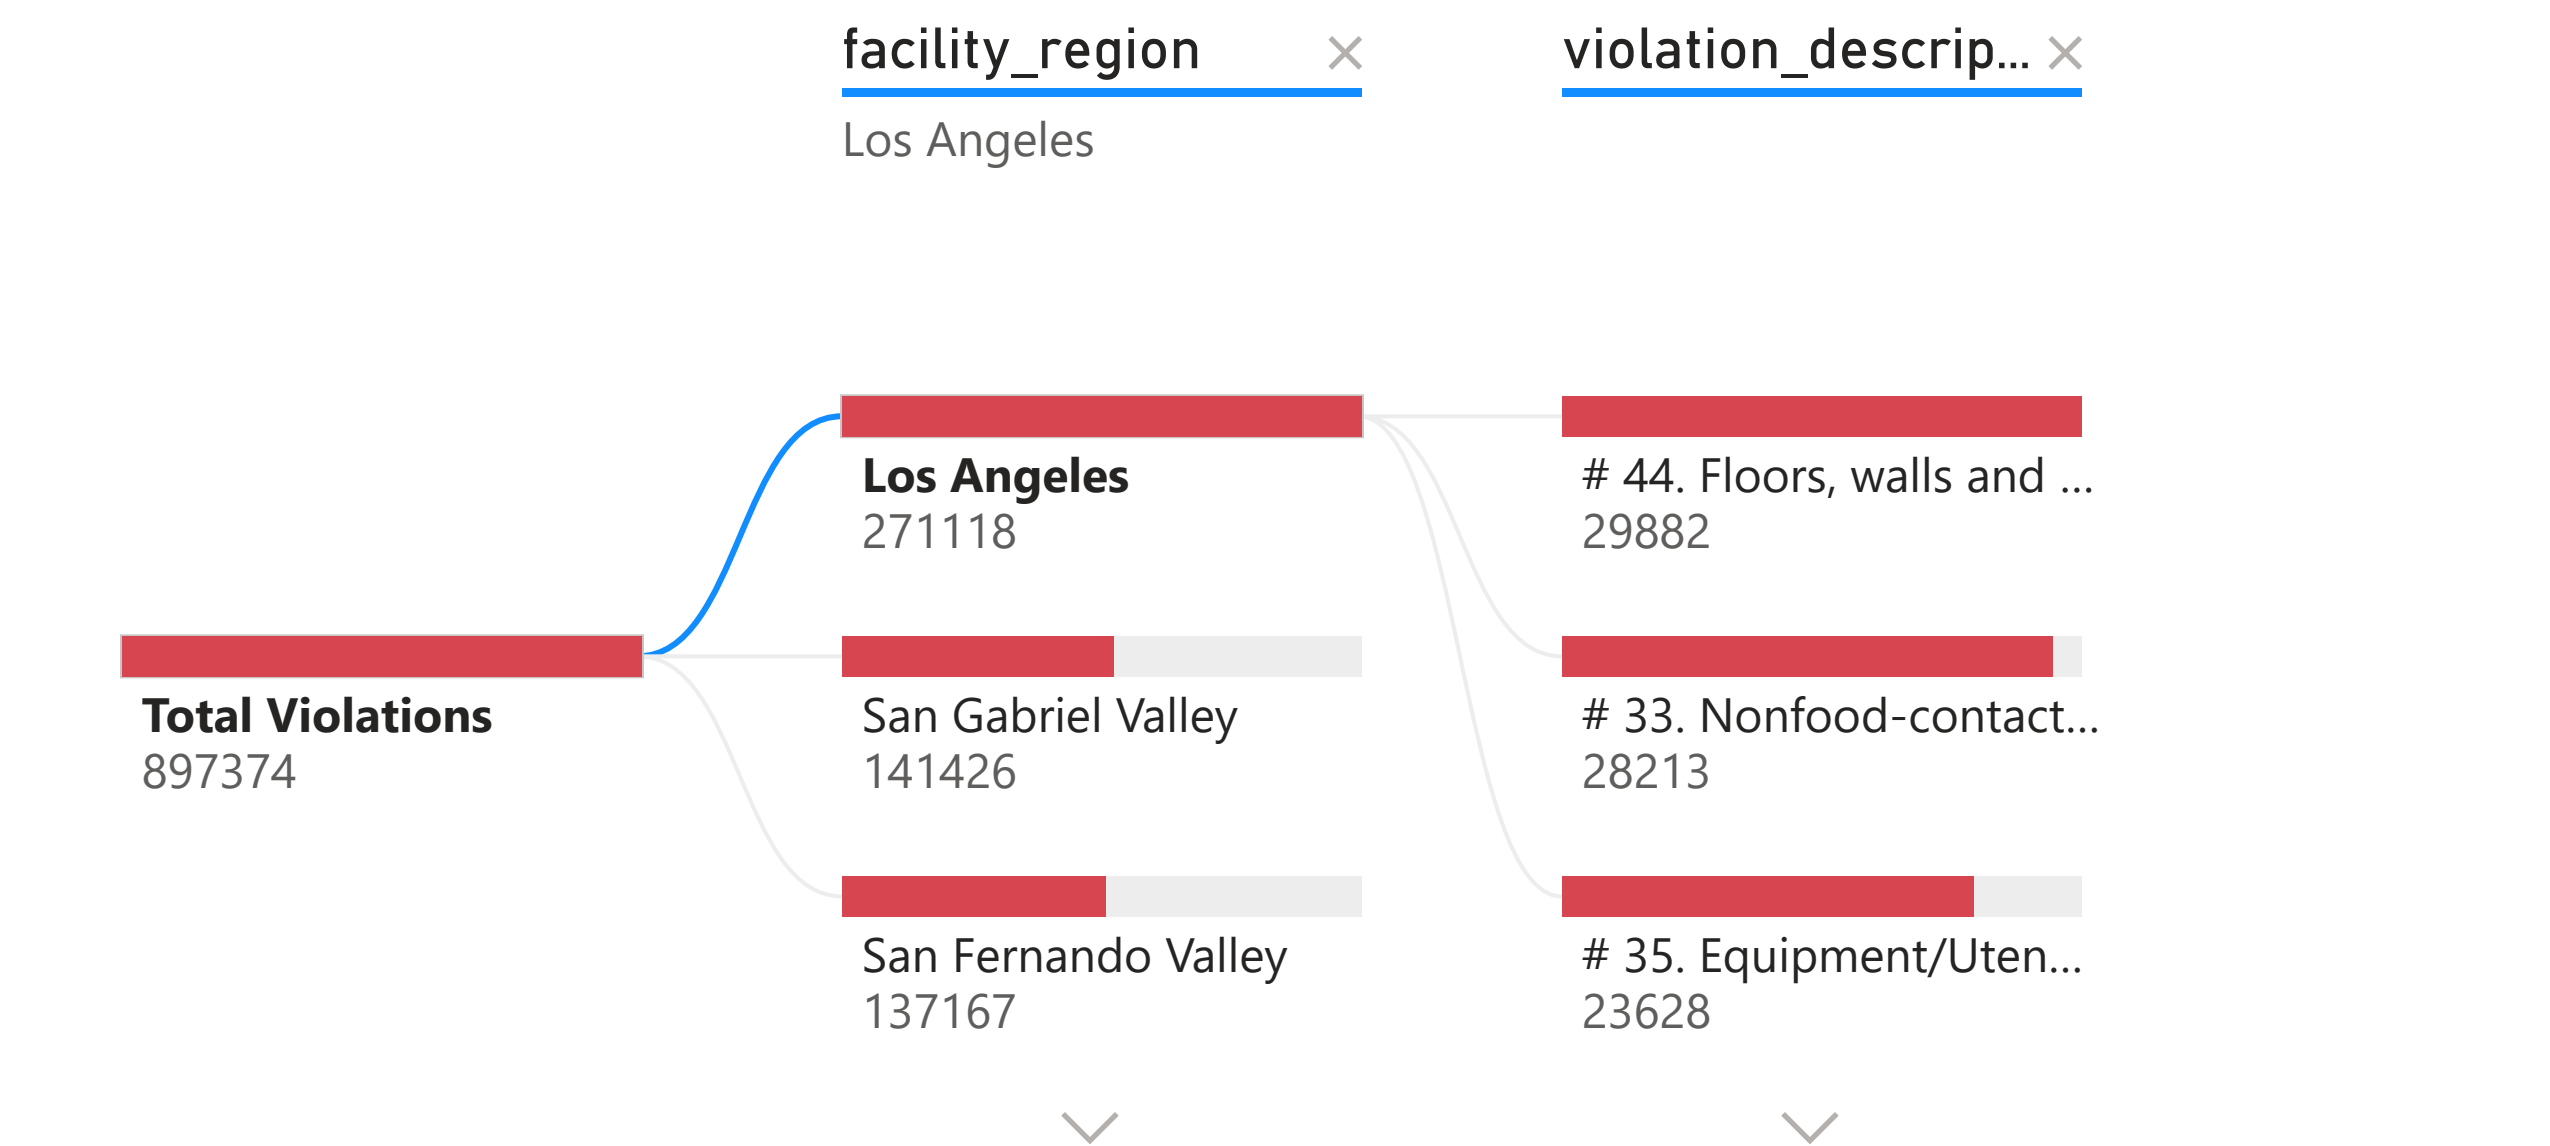 facility_region
violation_descrip...
Los Angeles
Total Violations
897374
Los Angeles
271118
San Gabriel Valley
141426
San Fernando Valley
137167
# 44. Floors, walls and ...
29882
# 33. Nonfood-contact...
28213
# 35. Equipment/Uten...
23628